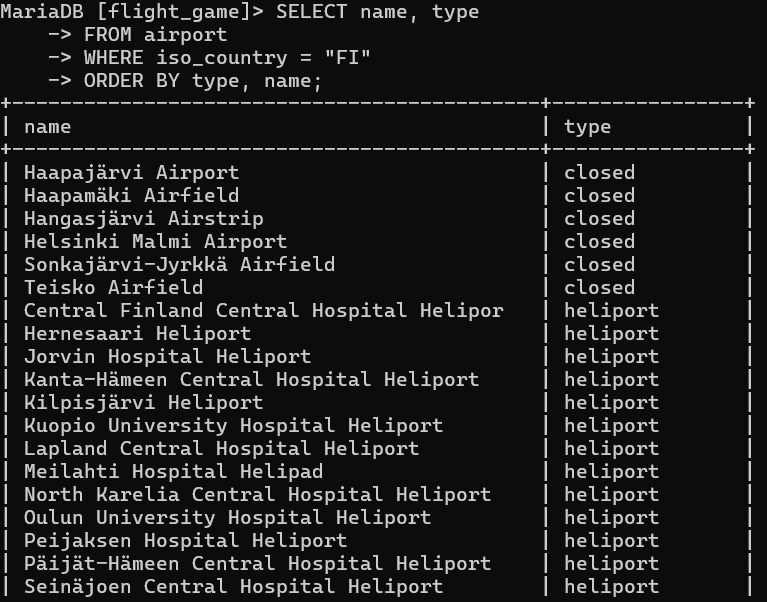 MariaDB [flight_game]> SELECT name, type
    -> FROM airport
    -> WHERE iso_country = "FI"
    -> ORDER BY type, name;
+--------------------------------------------+----------------+
| name                                       | type           |
+--------------------------------------------+----------------+
| Haapajärvi Airport                         | closed         |
| Haapamäki Airfield                         | closed         |
| Hangasjärvi Airstrip                       | closed         |
| Helsinki Malmi Airport                     | closed         |
| Sonkajärvi-Jyrkkä Airfield                 | closed         |
| Teisko Airfield                            | closed         |
| Central Finland Central Hospital Helipor   | heliport       |
| Hernesaari Heliport                        | heliport       |
| Jorvin Hospital Heliport                   | heliport       |
| Kanta-Hämeen Central Hospital Heliport     | heliport       |
| Kilpisjärvi Heliport                       | heliport       |
| Kuopio University Hospital Heliport        | heliport       |
| Lapland Central Hospital Heliport          | heliport       |
| Meilahti Hospital Helipad                  | heliport       |
| North Karelia Central Hospital Heliport    | heliport       |
| Oulun University Hospital Heliport         | heliport       |
| Peijaksen Hospital Heliport                | heliport       |
| Päijät-Hämeen Central Hospital Heliport    | heliport       |
| Seinäjoen Central Hospital Heliport        | heliport       |